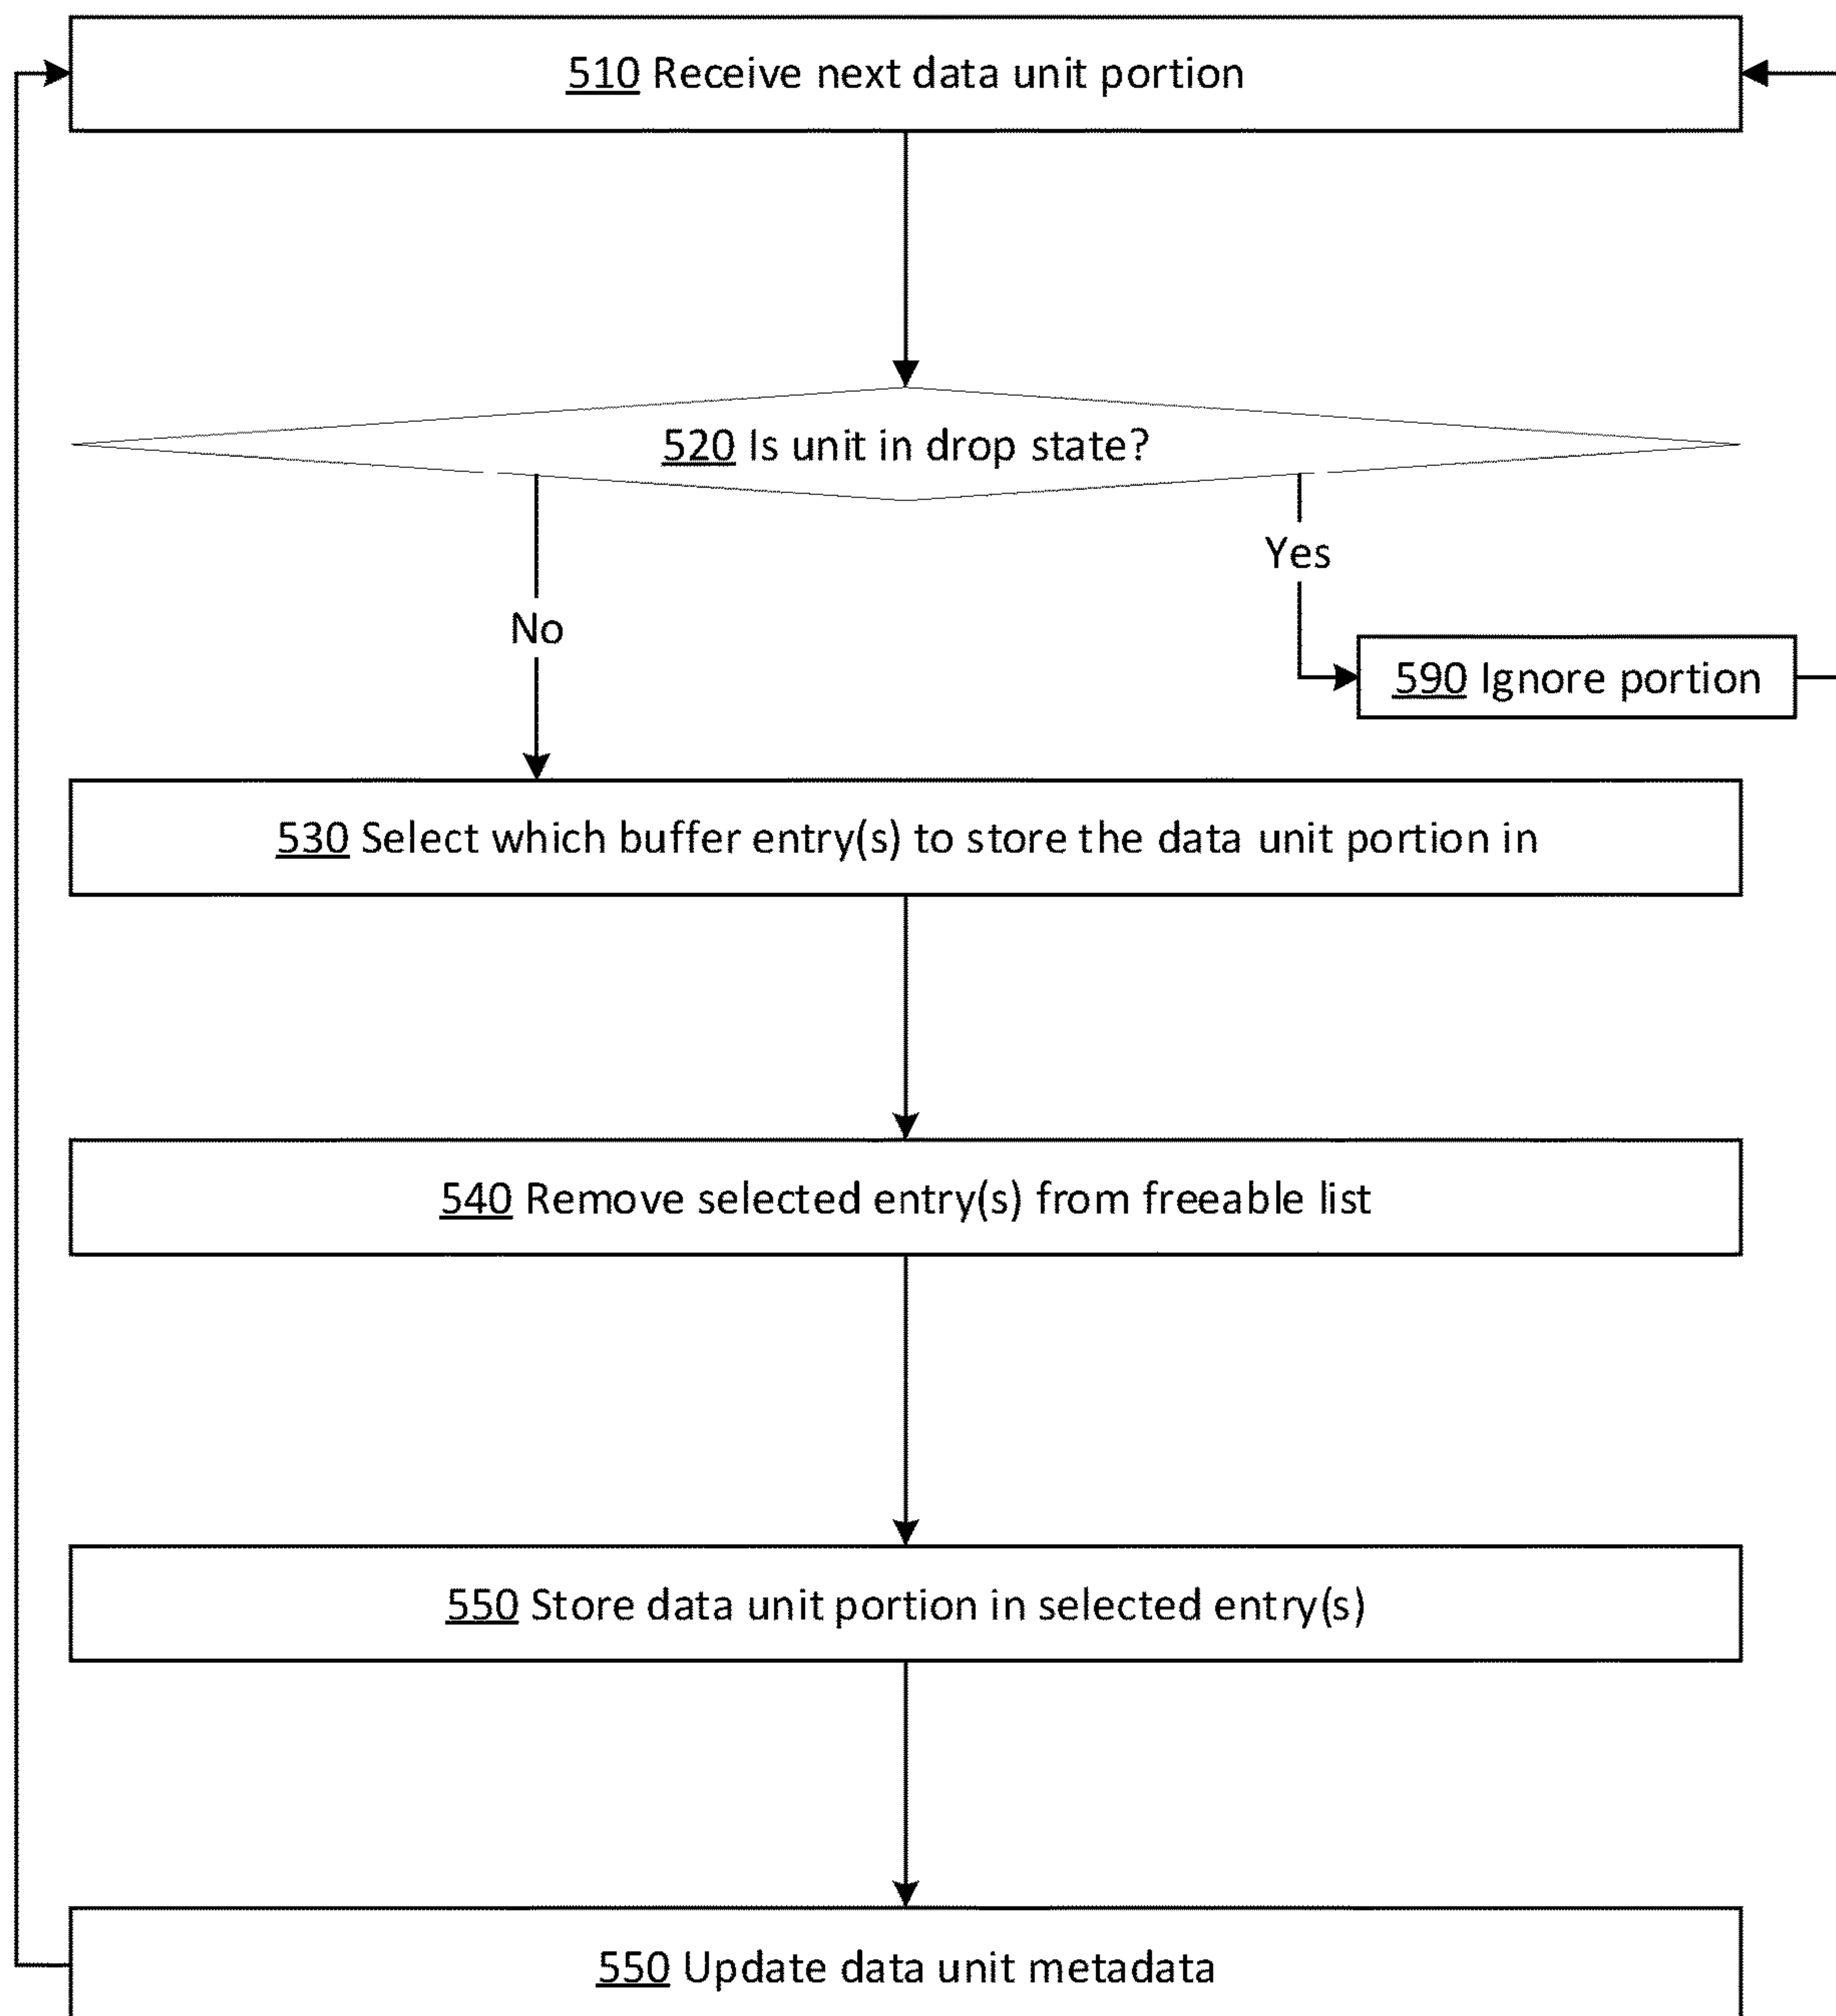 510 Receive next data unit portion
520 Is unit in drop state?
Yes
No
590 Ignore portion
530 Select which buffer entry(s) to store the data unit portion in
540 Remove selected entry(s) from freeable list
550 Store data unit portion in selected entry(s)
550 Update data unit metadata